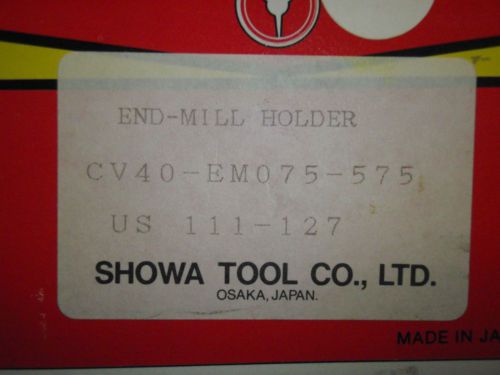 END-MILL HOLDER
CV40-EM075-575
US 111-127
SHOWA TOOL CO., LTD.
OSAKA, JAPAN.
MADE IN JA